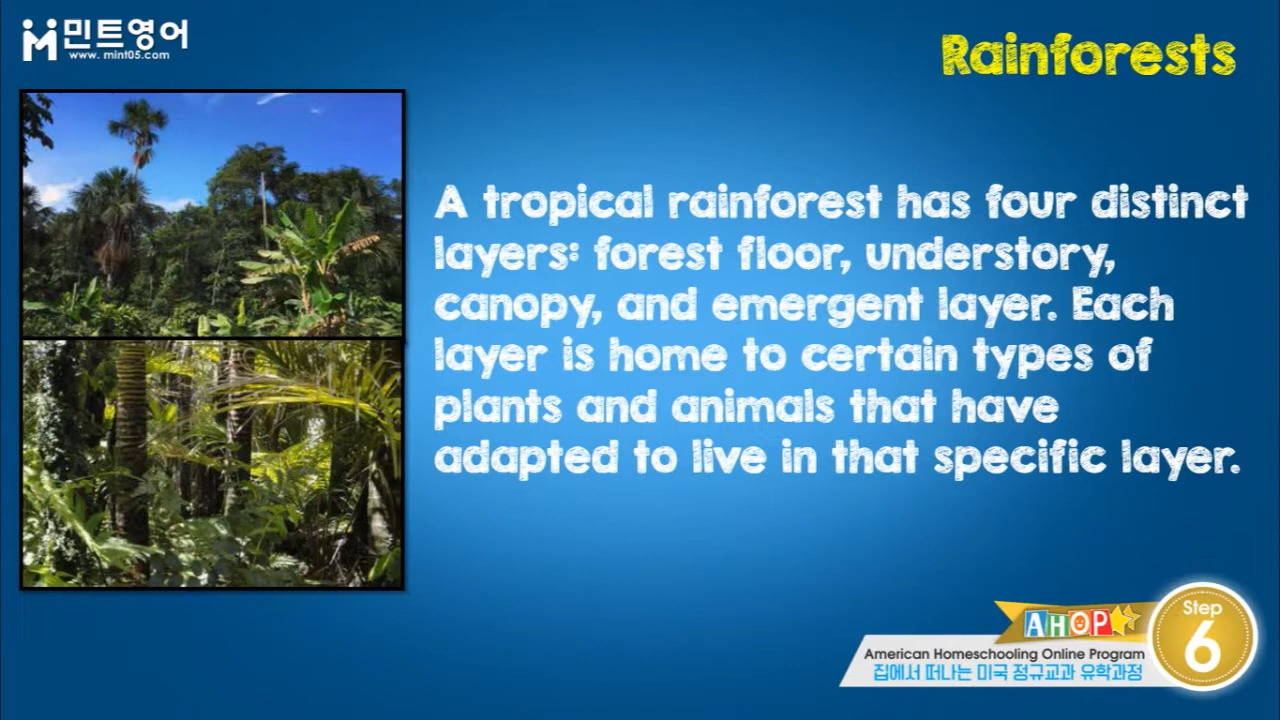 민트영어
www.mint05.com
Rainforests
A tropical rainforest has four distinct
layers: forest floor, understory,
canopy, and emergent layer. Each
layer is home to certain types of
plants and animals that have
adapted to live in that specific layer.
AHOP
Step
6
American Homeschooling Online Program
집에서 떠나는 미국 정규교과 유학과정